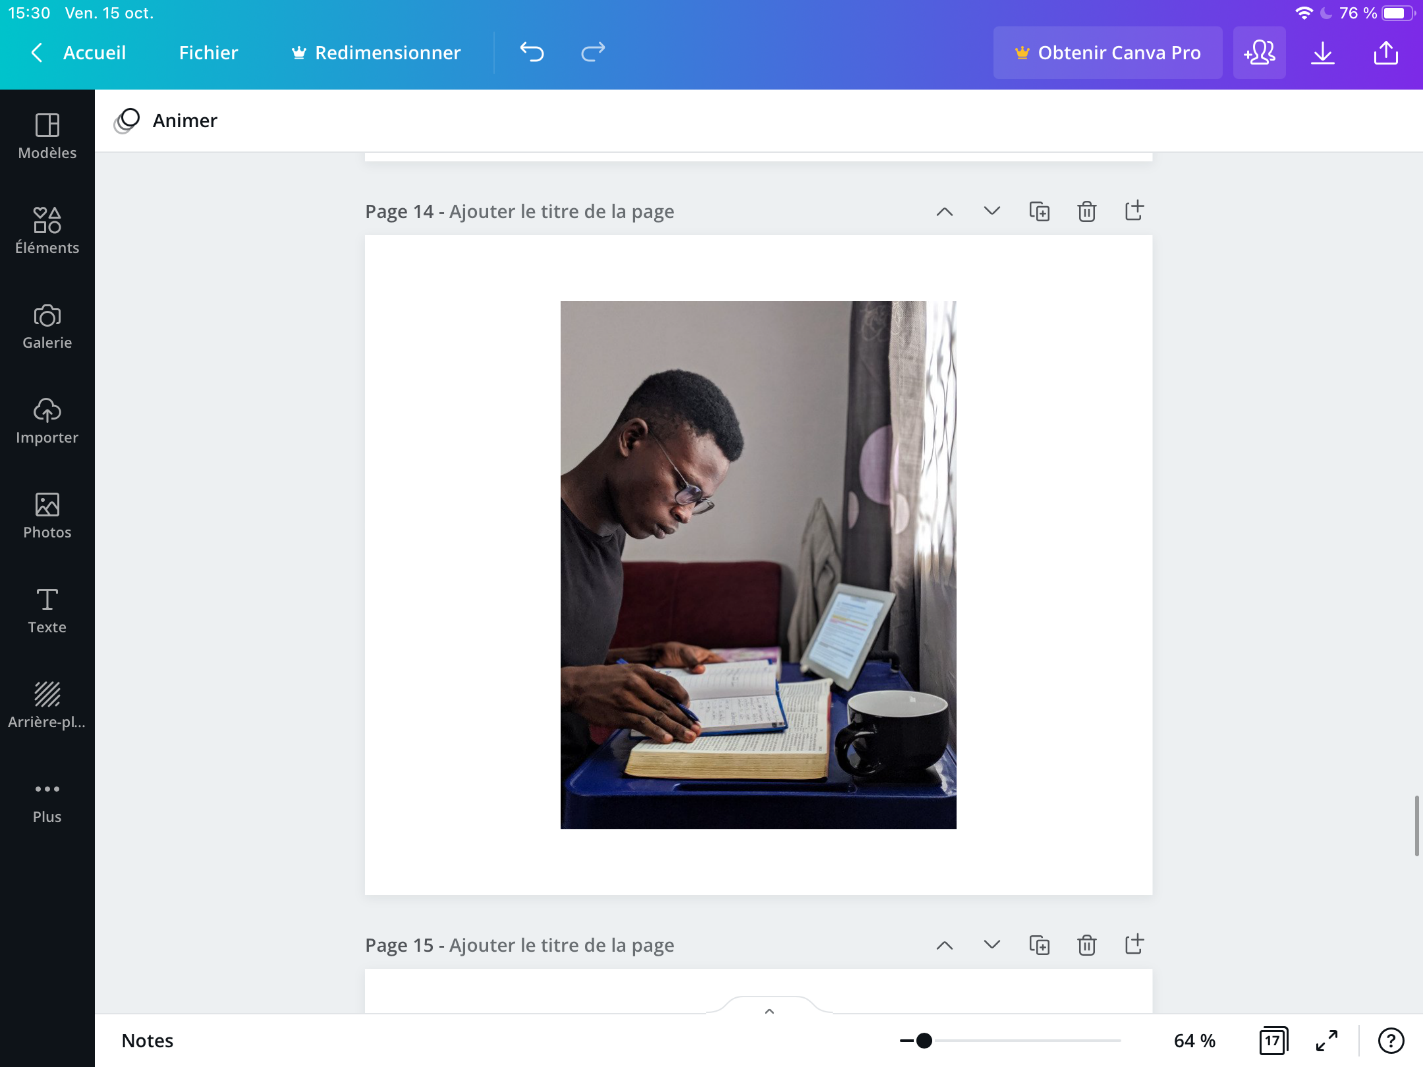 15:30 Ven. 15 oct.
76 %
Accueil
Fichier
Redimensionner
Obtenir Canva Pro
Animer
Modèles
Éléments
Galerie
Importer
Photos
Texte
Arrière-pl...
Plus
Page 14 - Ajouter le titre de la page
Page 15 - Ajouter le titre de la page
Notes
64 %
17
?